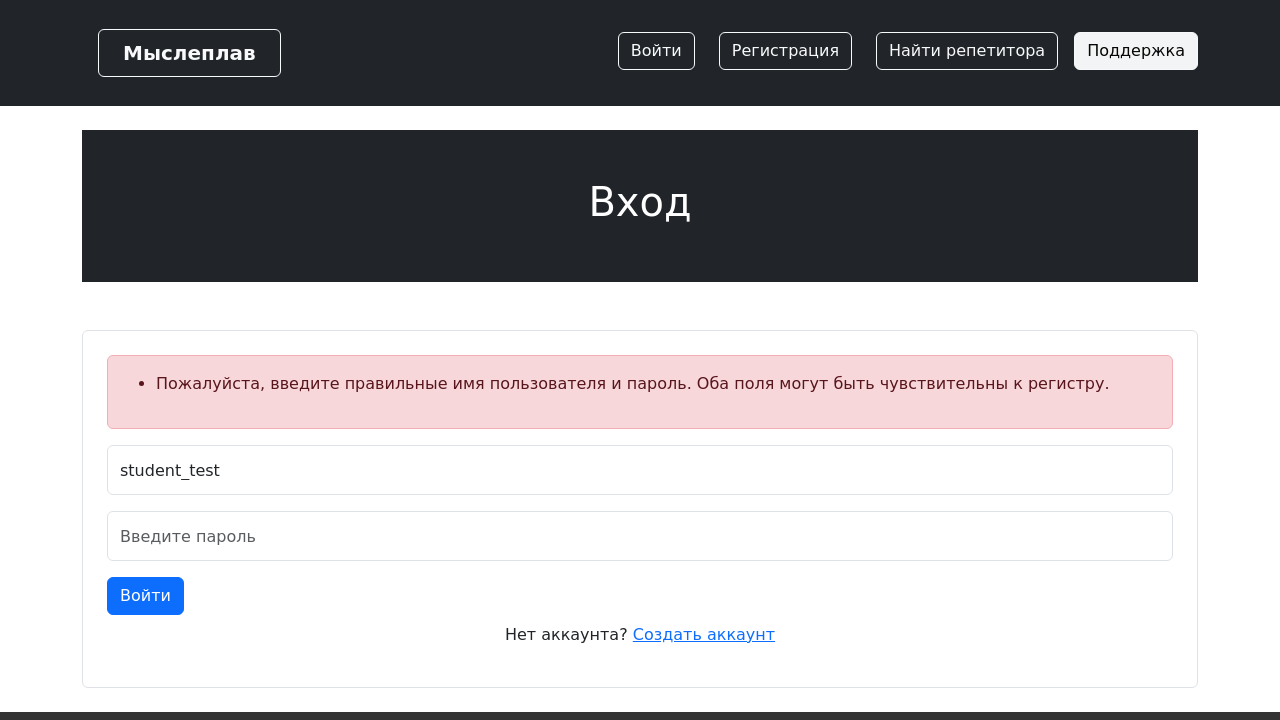 Мыслеплав
Войти
Регистрация
Найти репетитора
Поддержка
Вход
Пожалуйста, введите правильные имя пользователя и пароль. Оба поля могут быть чувствительны к регистру.
student_test
Введите пароль
Войти
Нет аккаунта? Создать аккаунт